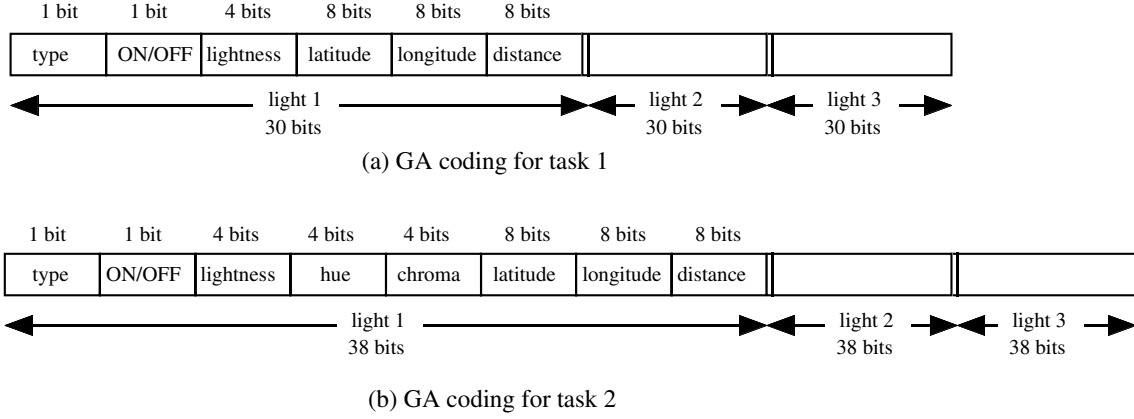 1 bit 1 bit 4 bits 8 bits 8 bits 8 bits
type ON/OFF lightness latitude longitude distance
light 1 light 2 light 3
30 bits 30 bits 30 bits
(a) GA coding for task 1
1 bit 1 bit 4 bits 4 bits 4 bits 8 bits 8 bits 8 bits
type ON/OFF lightness hue chroma latitude longitude distance
light 1 light 2 light 3
38 bits 38 bits 38 bits
(b) GA coding for task 2